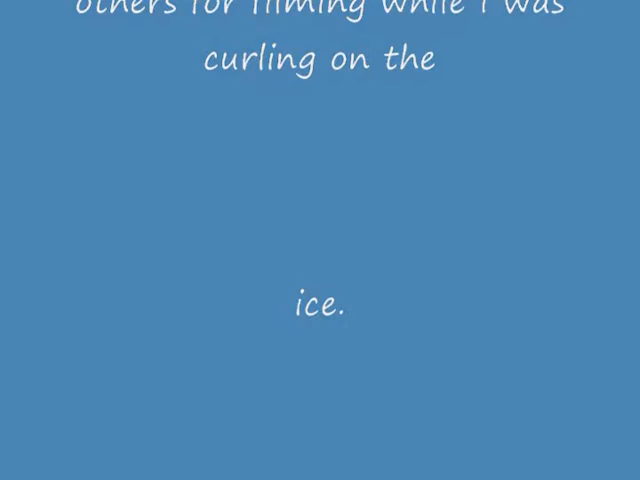 others for filming while I was
curling on the
ice.